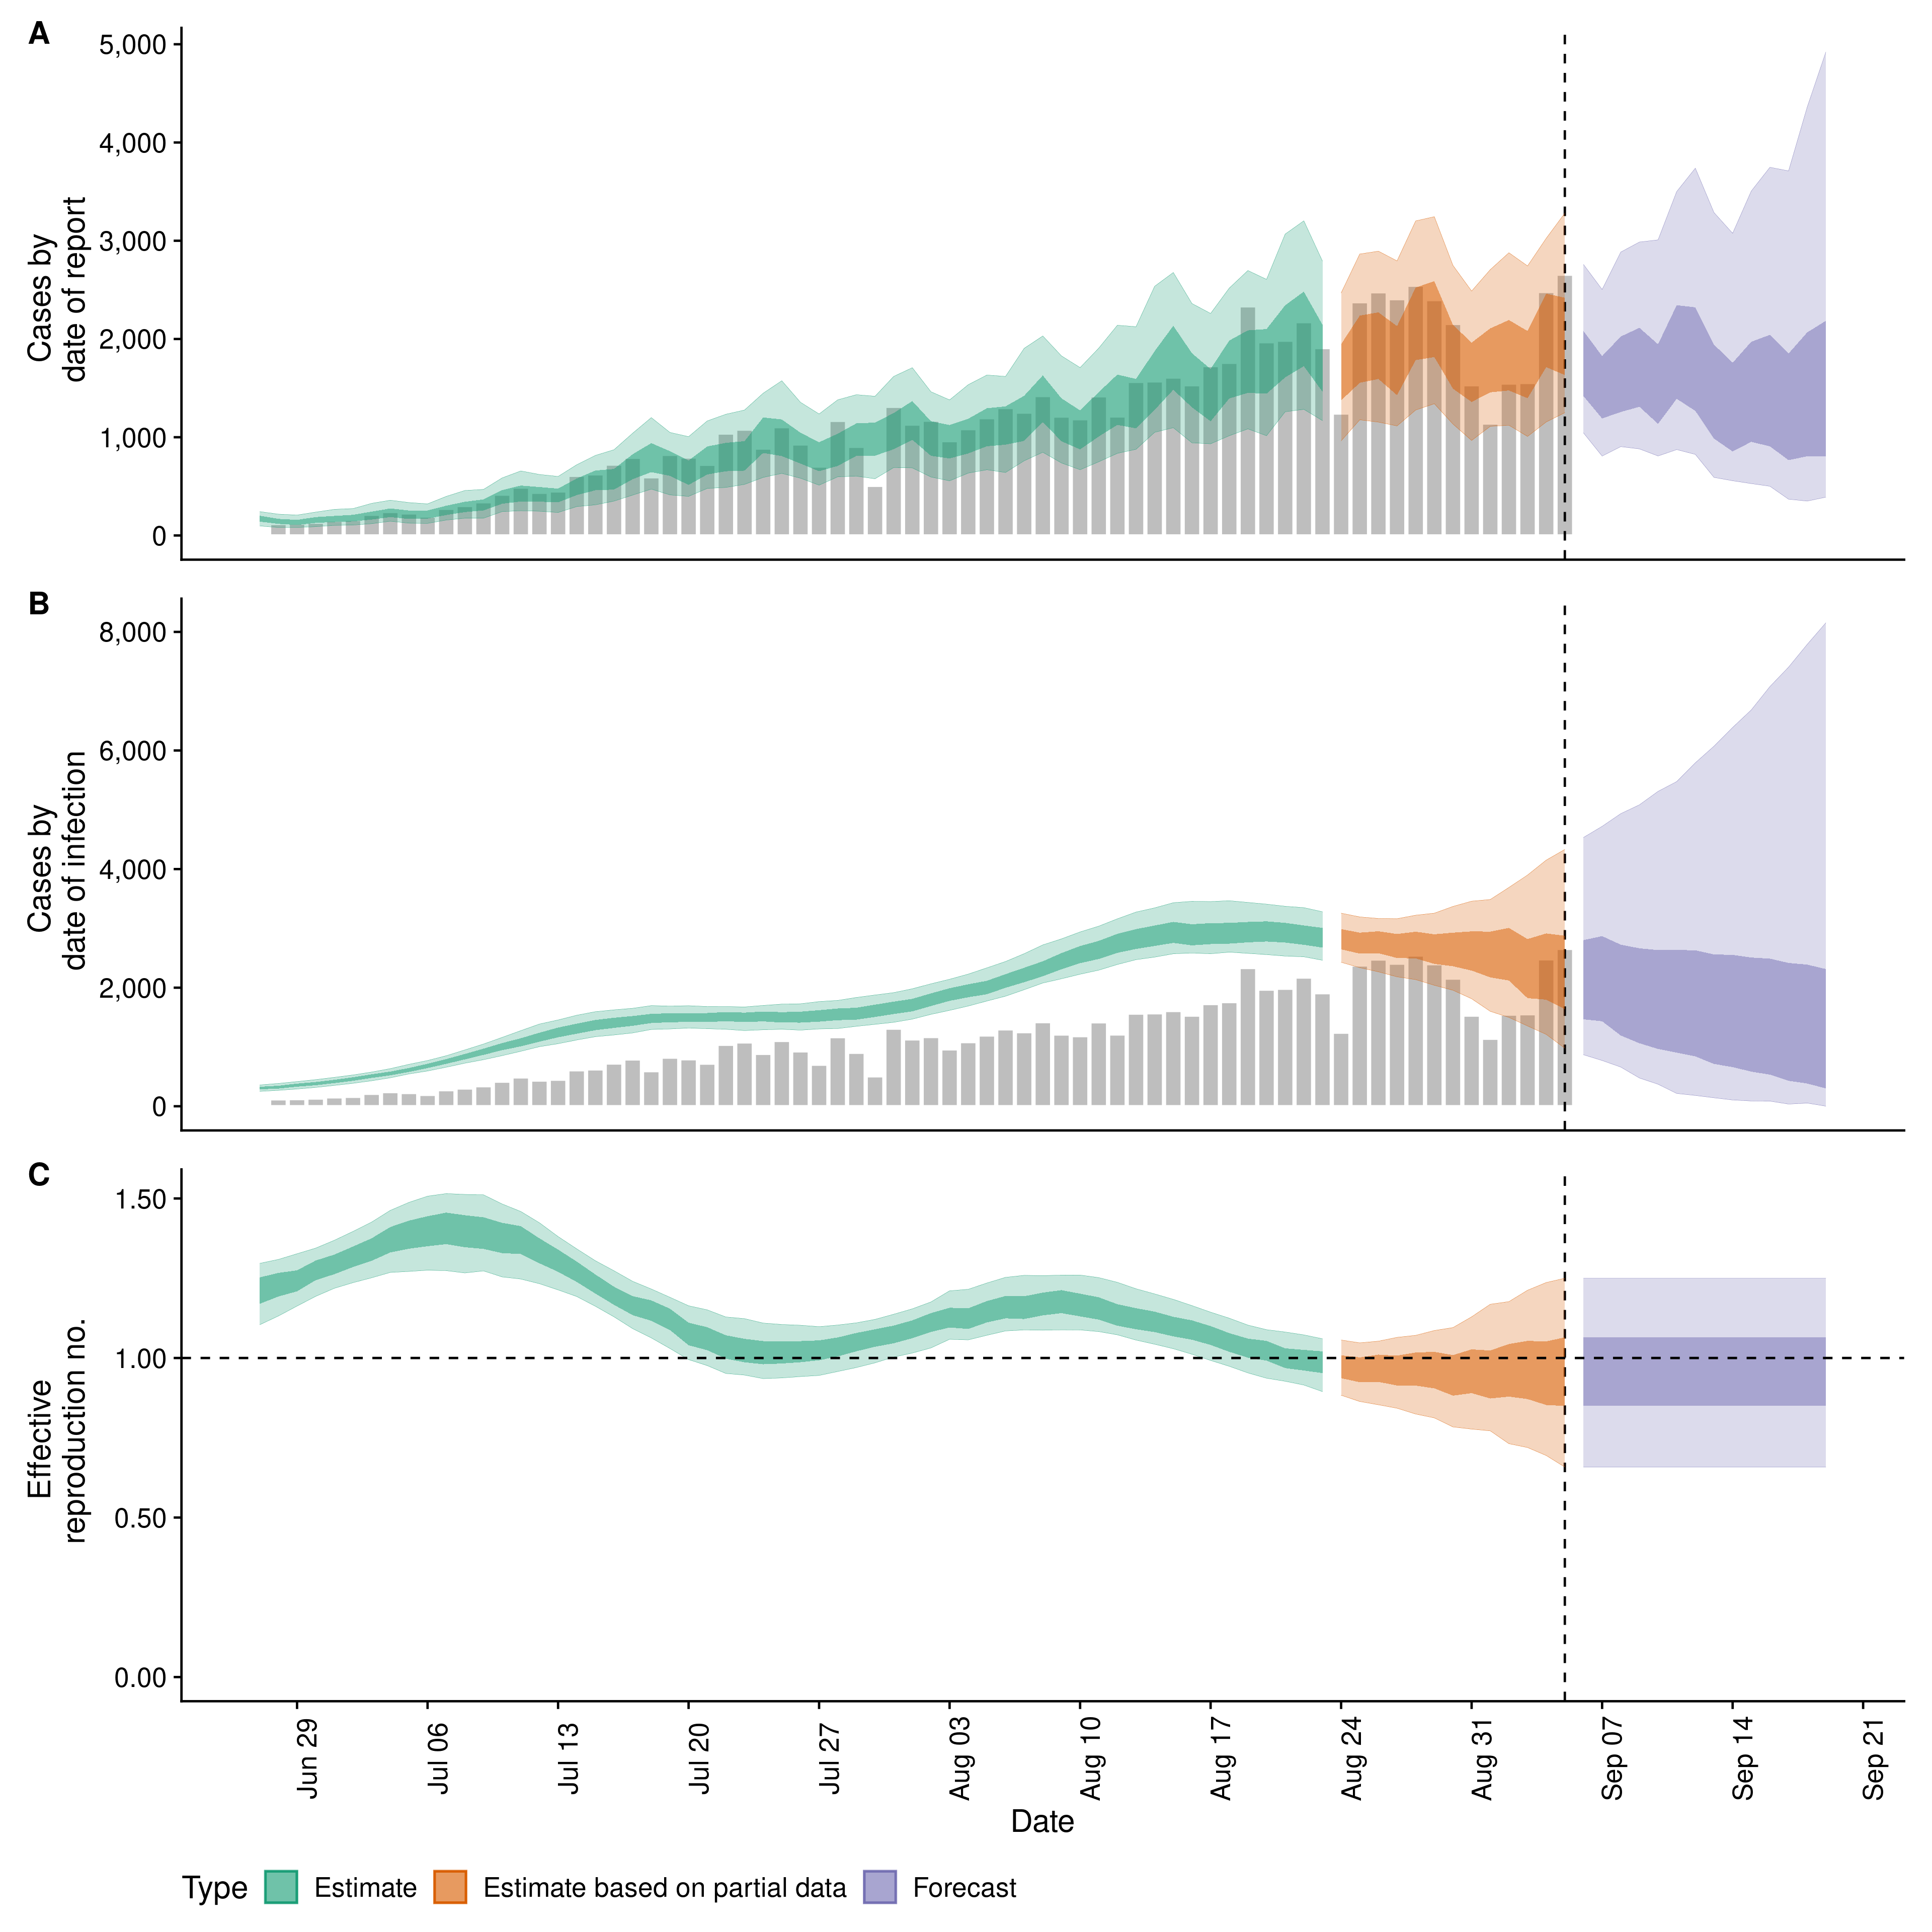 A
Cases by
date of report
5,000
4,000
3,000
2,000
1,000
0
B
Cases by
date of infection
8,000
6,000
4,000
2,000
0
C
Effective
reproduction no.
1.50
1.00
0.50
0.00
Jun 29
Jul 06
Jul 13
Jul 20
Jul 27
Aug 03
Aug 10
Aug 17
Aug 24
Aug 31
Sep 07
Sep 14
Sep 21
Date
Type Estimate Estimate based on partial data Forecast